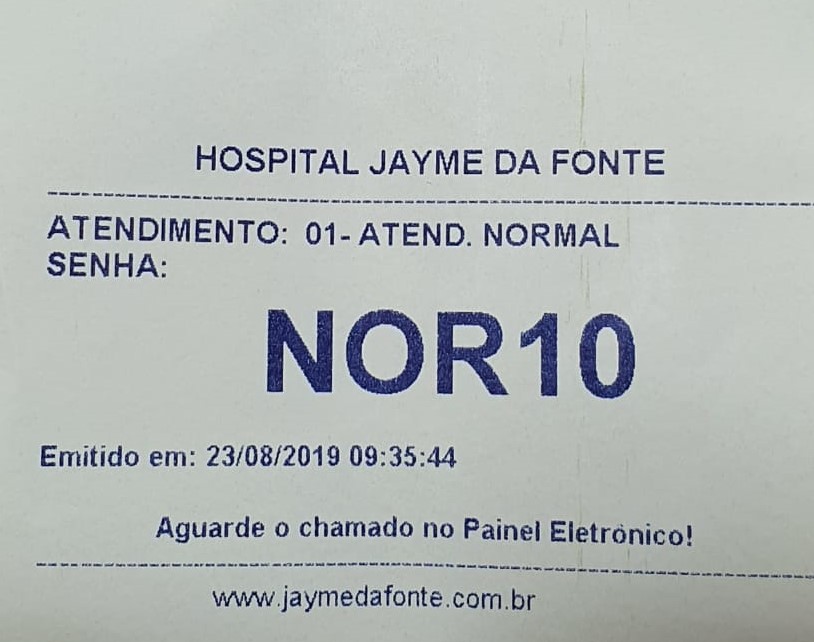 HOSPITAL JAYME DA FONTE
ATENDIMENTO: 01- ATEND. NORMAL
SENHA:
NOR10
Emitido em: 23/08/2019 09:35:44
Aguarde o chamado no Painel Eletrônico!
www.jaymedafonte.com.br